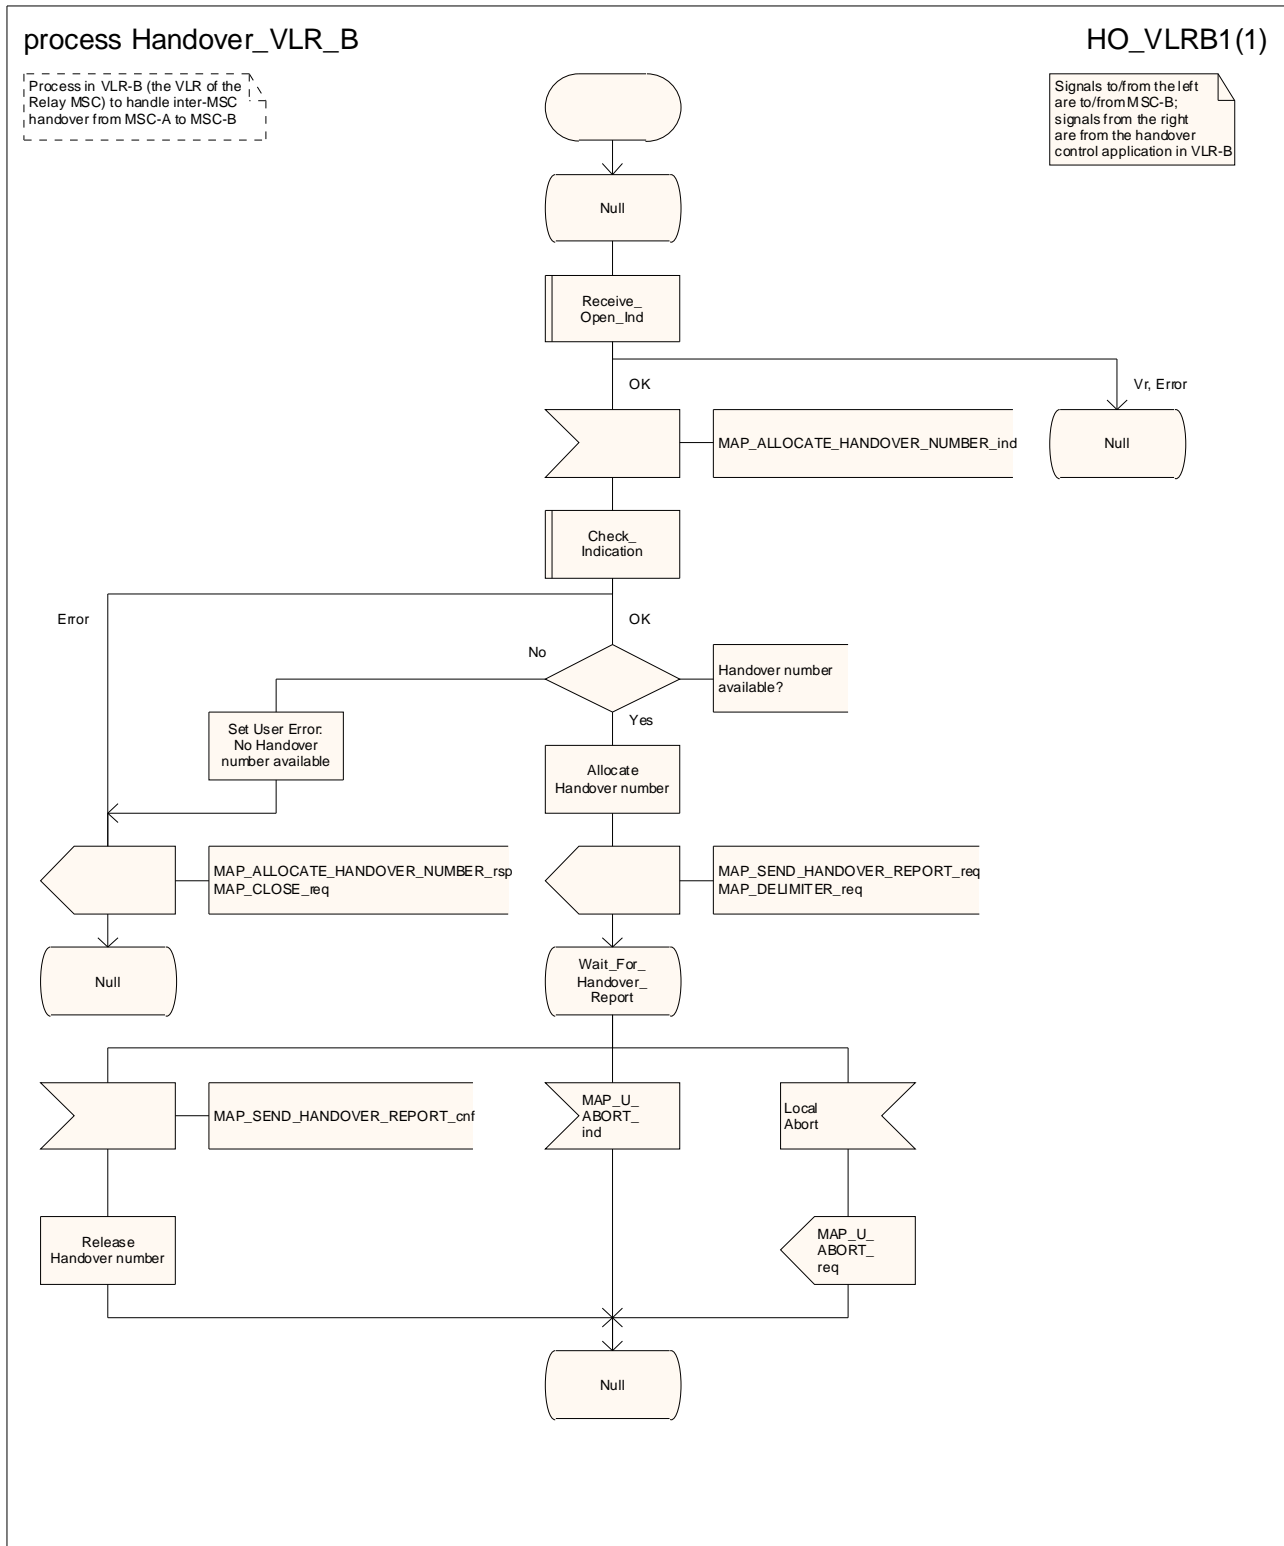 process Handover_VLR_B
HO_VLRB1(1)
Process in VLR-B (the VLR of the
Relay MSC) to handle inter-MSC
handover from MSC-A to MSC-B
Signals to/from the left
are to/from MSC-B;
signals from the right
are from the handover
control application in VLR-B
Null
Receive_
Open_Ind
OK
Vr, Error
MAP_ALLOCATE_HANDOVER_NUMBER_ind
Null
Check_
Indication
Error
OK
No
Handover number
available?
Yes
Set User Error:
No Handover
number available
Allocate
Handover number
MAP_ALLOCATE_HANDOVER_NUMBER_rsp
MAP_CLOSE_req
MAP_SEND_HANDOVER_REPORT_req
MAP_DELIMITER_req
Null
Wait_For_
Handover_
Report
MAP_SEND_HANDOVER_REPORT_cnf
MAP_U_
ABORT_
ind
Local
Abort
Release
Handover number
MAP_U_
ABORT_
req
Null